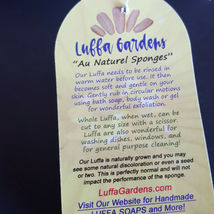 Luffa Gardens
"Au Naturel Sponges"
Our Luffa needs to be rinsed in
warm water before use. It then
becomes soft and gentle on your
skin. Gently rub in circular motions
using bath soap, body wash or gel
for wonderful exfoliation.
Whole Luffa, when wet, can be
cut to any size with a scissor.
Luffa are also wonderful for
washing dishes, windows, and
for general purpose cleaning!
Our Luffa is naturally grown and you may
see some natural discoloration or even a seed
or two. This is perfectly normal and will not
impact the performance of the sponge.
LuffaGardens.com
Visit Our Website for Handmade
LUFFA SOAPS and More!